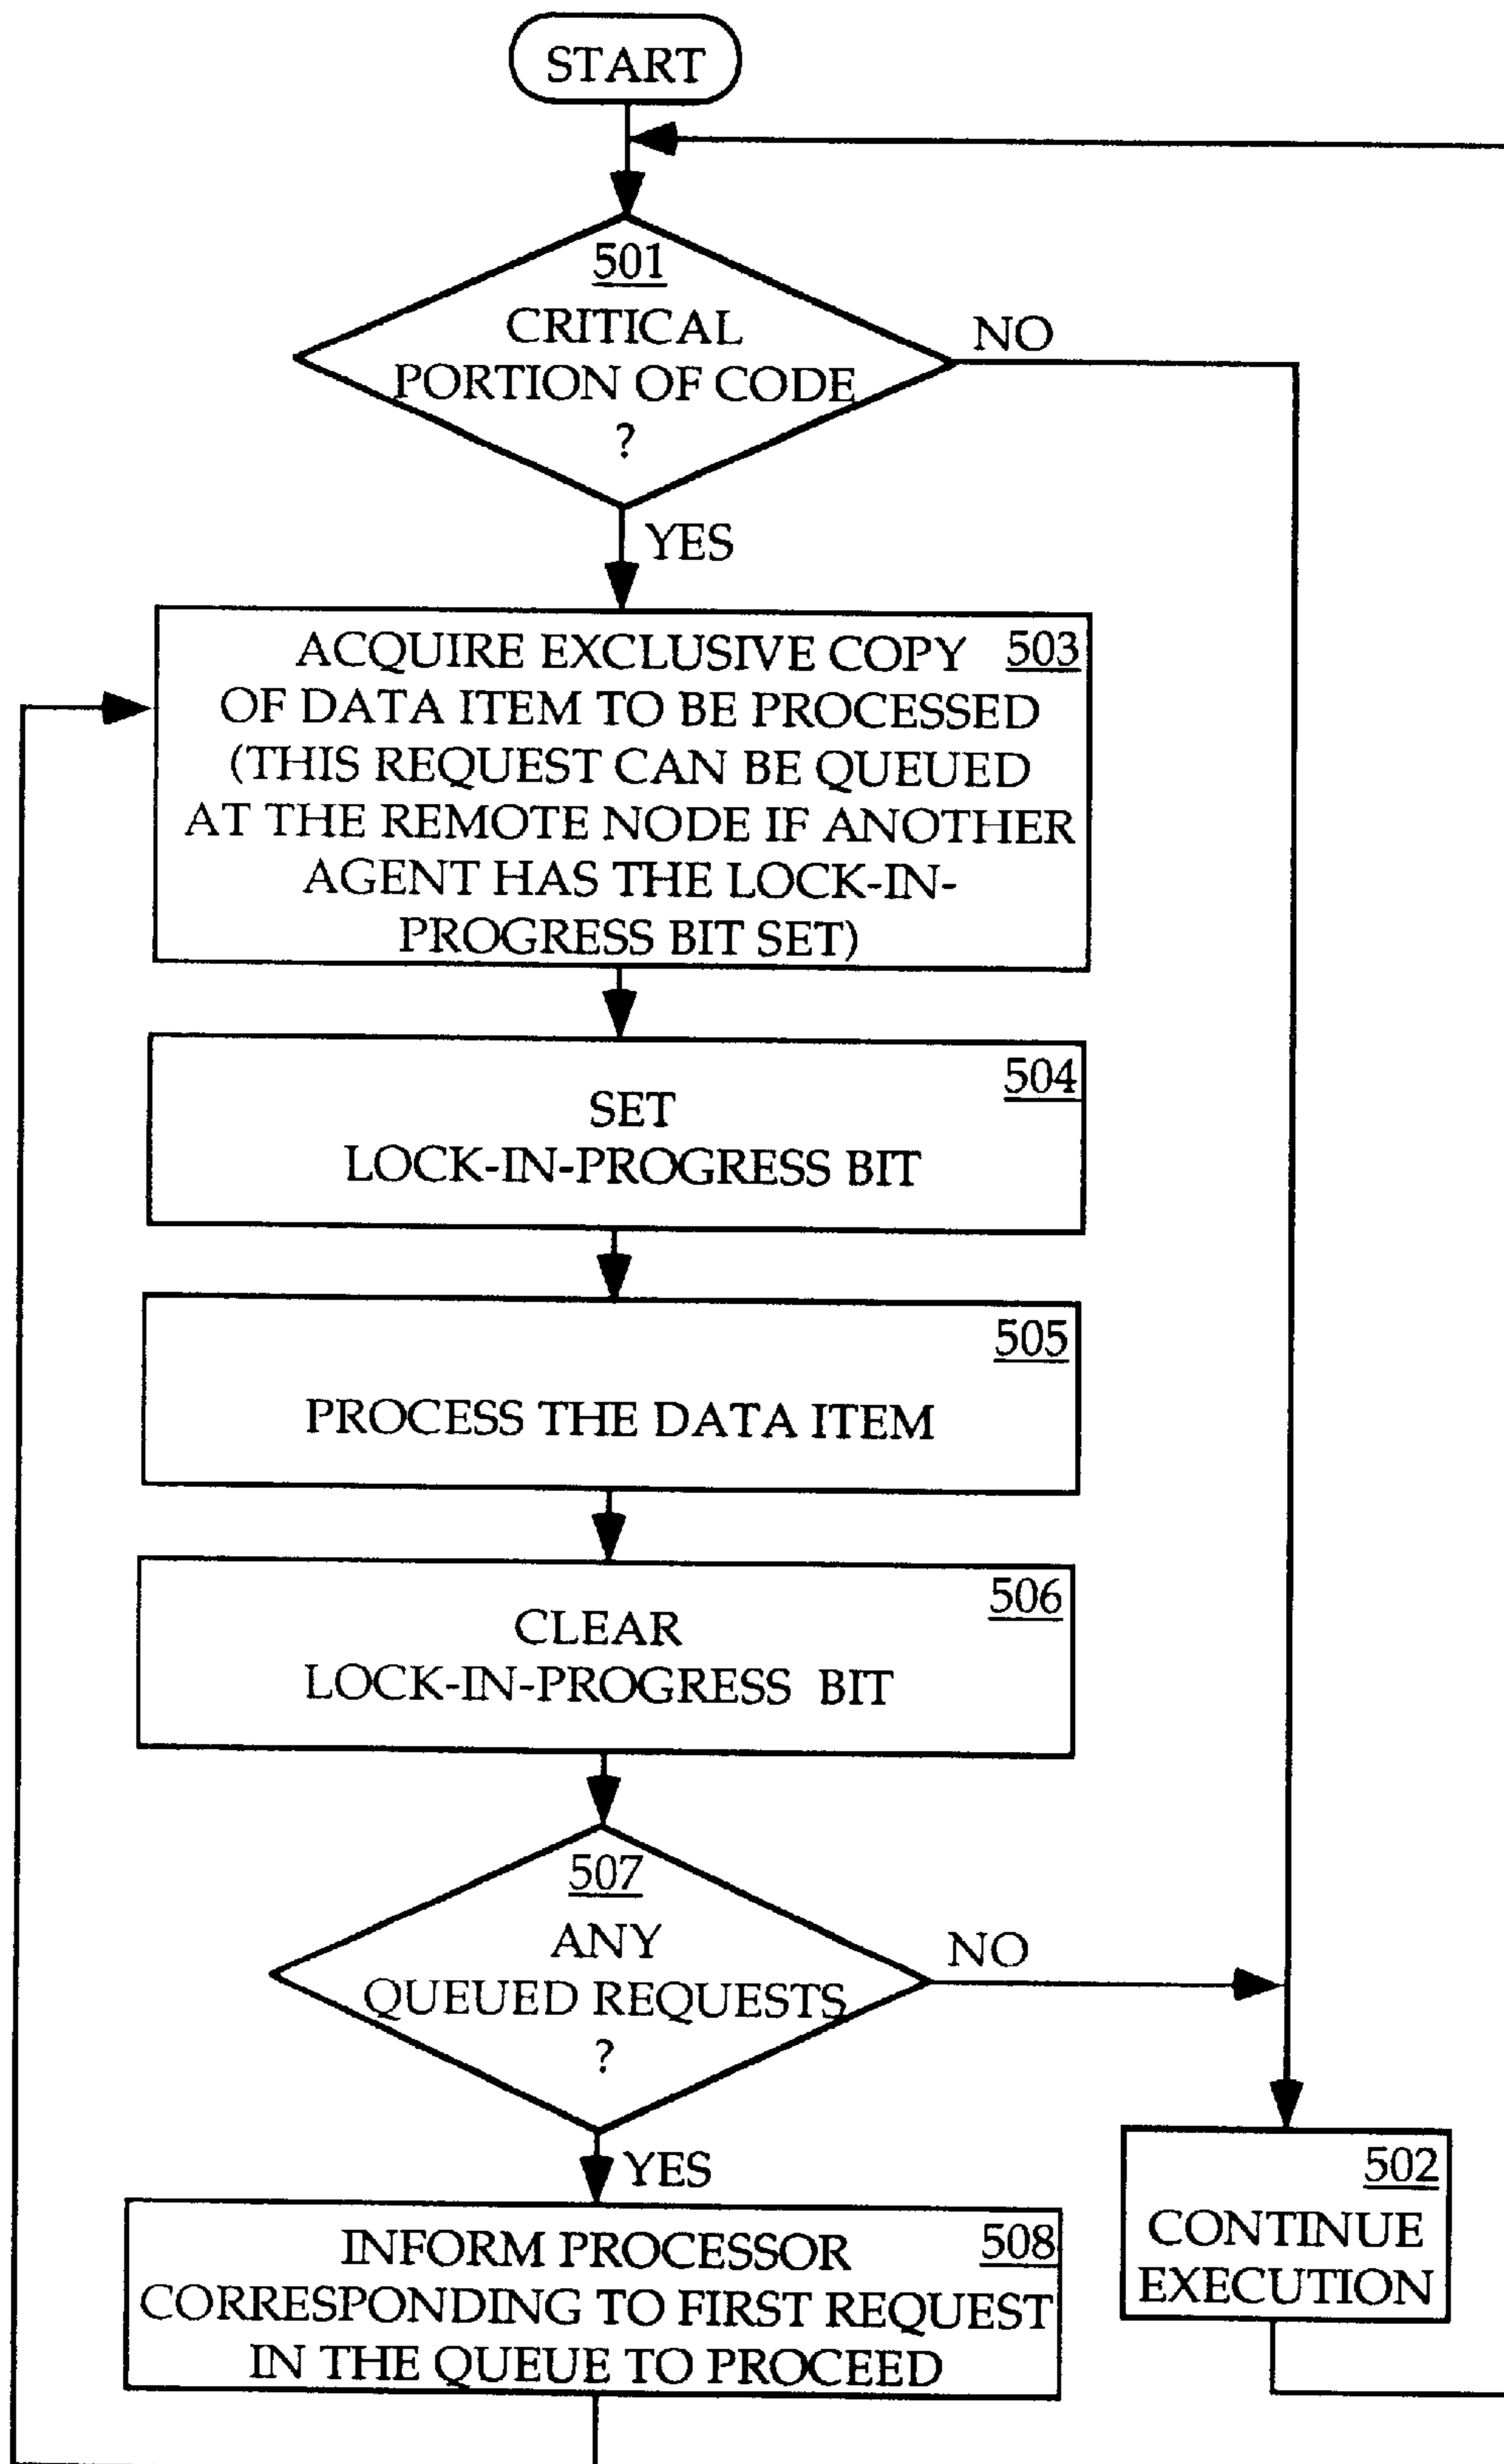 START
501
CRITICAL
PORTION OF CODE
?
NO
YES
ACQUIRE EXCLUSIVE COPY 503
OF DATA ITEM TO BE PROCESSED
(THIS REQUEST CAN BE QUEUED
AT THE REMOTE NODE IF ANOTHER
AGENT HAS THE LOCK-IN-
PROGRESS BIT SET)
504
SET
LOCK-IN-PROGRESS BIT
505
PROCESS THE DATA ITEM
506
CLEAR
LOCK-IN-PROGRESS BIT
507
ANY
QUEUED REQUESTS
?
NO
YES
502
CONTINUE
EXECUTION
INFORM PROCESSOR 508
CORRESPONDING TO FIRST REQUEST
IN THE QUEUE TO PROCEED